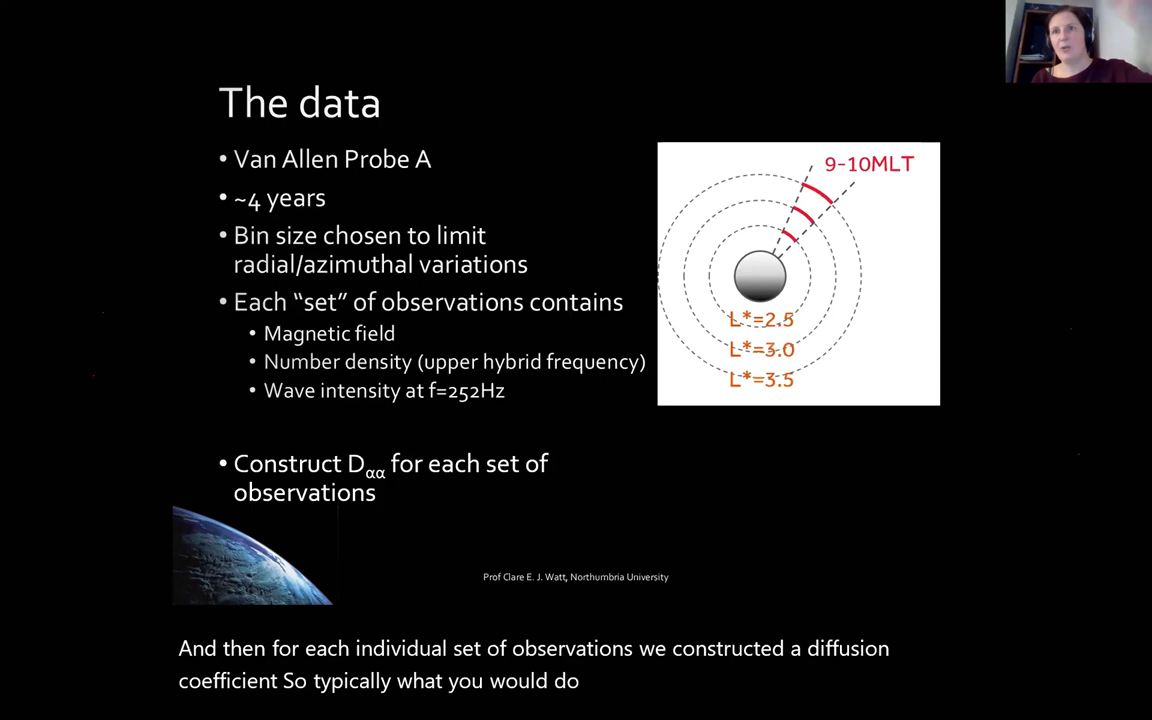 The data
• Van Allen Probe A
• ~4 years
• Bin size chosen to limit
radial/azimuthal variations
• Each “set” of observations contains
• Magnetic field
• Number density (upper hybrid frequency)
• Wave intensity at f=252Hz
• Construct Dαα for each set of
observations
9-10MLT
L*=2.5
L*=3.0
L*=3.5
Prof Clare E. J. Watt, Northumbria University
And then for each individual set of observations we constructed a diffusion
coefficient So typically what you would do